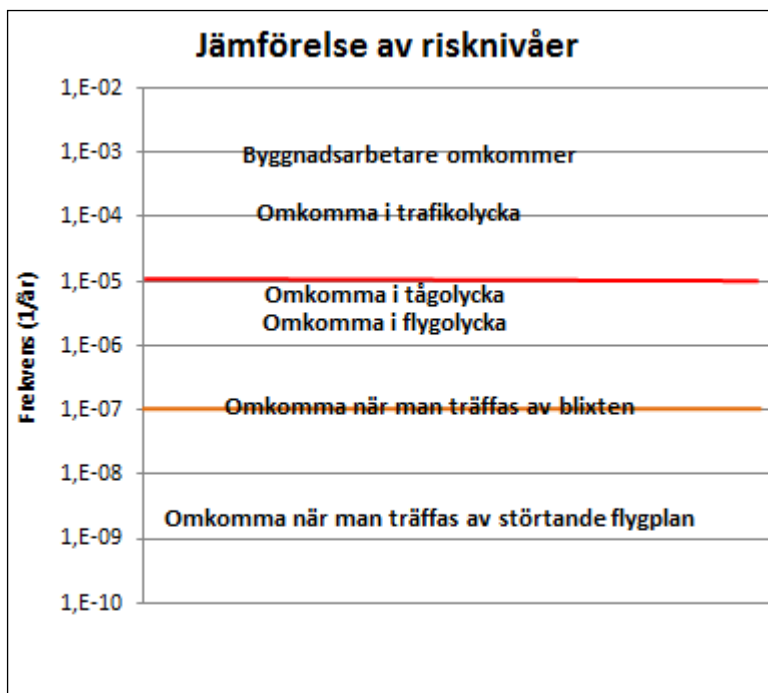 Jämförelse av risknivåer
1,E-02
1,E-03
Byggnadsarbetare omkommer
1,E-04
Omkomma i trafikolycka
1,E-05
Omkomma i tågolycka
Omkomma i flygolycka
1,E-06
1,E-07
Omkomma när man träffas av blixten
1,E-08
Omkomma när man träffas av störtande flygplan
1,E-09
1,E-10
Frekvens (1/år)